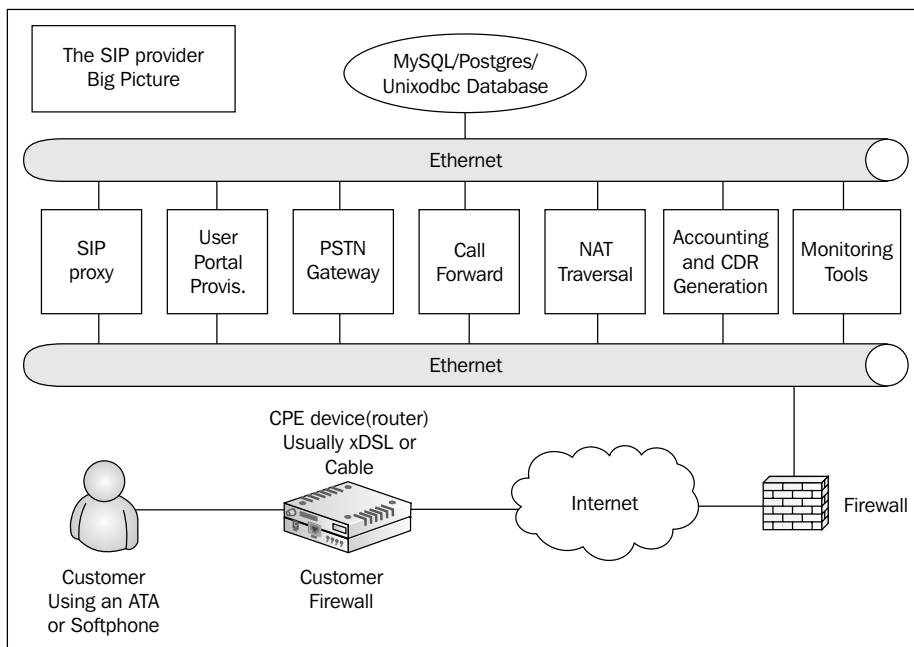 The SIP provider
Big Picture
MySQL/Postgres/
Unixodbc Database
Ethernet
SIP
proxy
User
Portal
Provis.
PSTN
Gateway
Call
Forward
NAT
Traversal
Accounting
and CDR
Generation
Monitoring
Tools
Ethernet
CPE device(router)
Usually xDSL or
Cable
Internet
Firewall
Customer
Using an ATA
or Softphone
Customer
Firewall